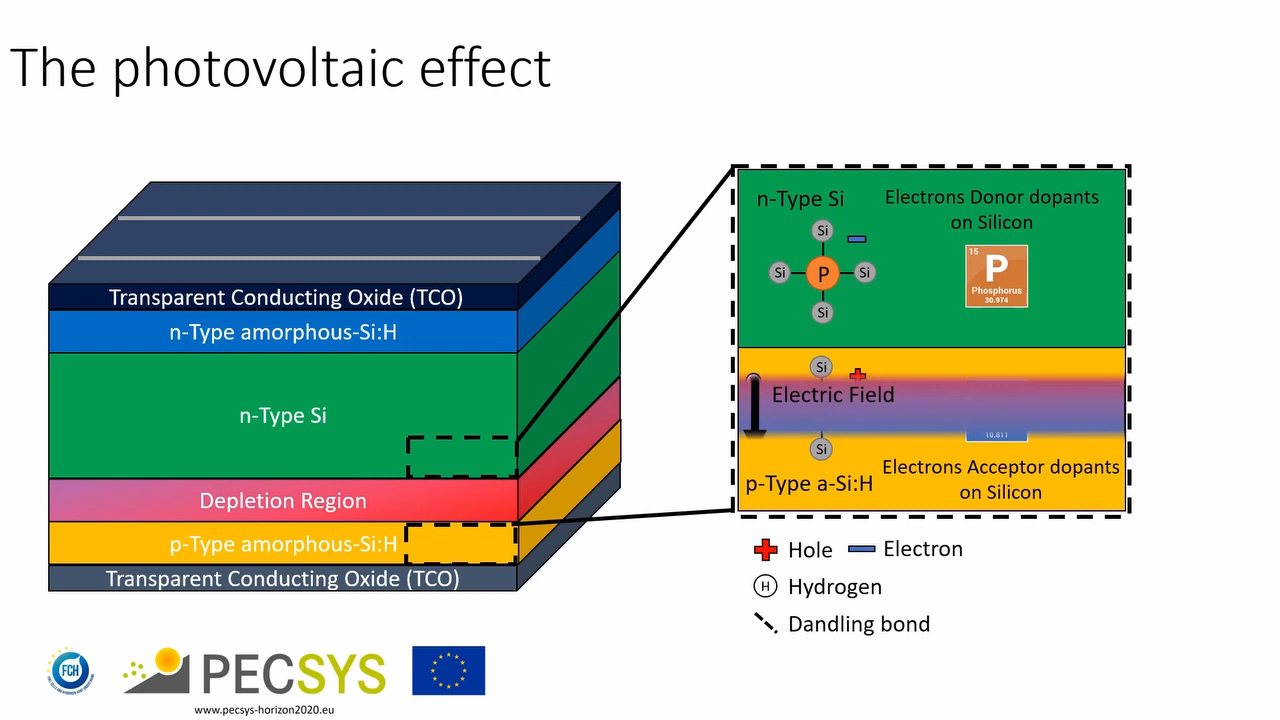 The photovoltaic effect
Transparent Conducting Oxide (TCO)
n-Type amorphous-Si:H
n-Type Si
Depletion Region
p-Type amorphous-Si:H
Transparent Conducting Oxide (TCO)
n-Type Si
Electrons Donor dopants
on Silicon
Si
Si P Si
Si
15
P
Phosphorus
30.974
Si
Electric Field
10.811
Si
Electrons Acceptor dopants
on Silicon
p-Type a-Si:H
Hole
Electron
H Hydrogen
Dandling bond
FCH
PECSYS
www.pecsys-horizon2020.eu